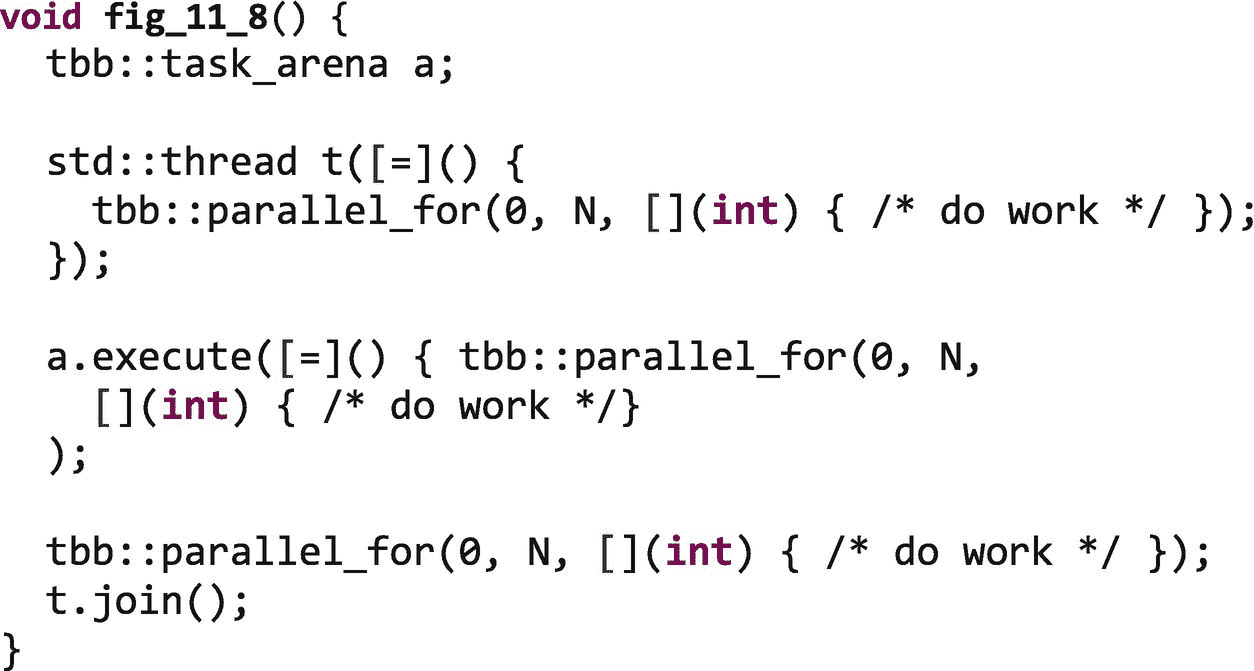 void fig_11_8() {
  tbb::task_arena a;

  std::thread t([=]() {
    tbb::parallel_for(0, N, [](int) { /* do work */ });
  });

  a.execute([=]() { tbb::parallel_for(0, N,
    [](int) { /* do work */}
  );

  tbb::parallel_for(0, N, [](int) { /* do work */ });
  t.join();
}